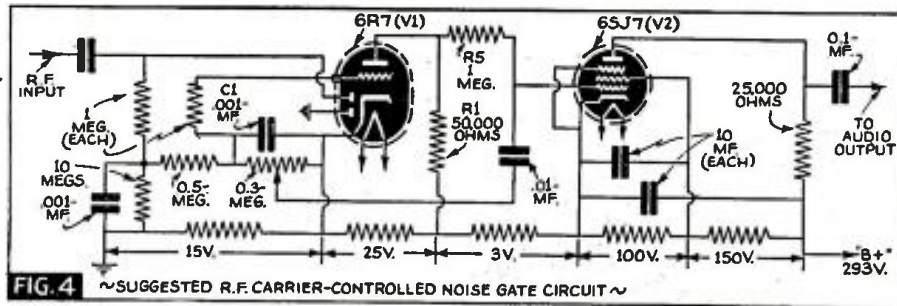 6R7(V1)
R5
1
MEG.
6SJ7(V2)
0.1-
MF.
R.F.
INPUT
C1
.001-
MF.
1
MEG.
(EACH)
R1
50,000
OHMS
25,000
OHMS
TO
AUDIO
OUTPUT
10
MEGS.
10
MF.
(EACH)
.001-
MF.
0.5-
MEG.
0.3-
MEG.
.01-
MF.
15V.
25V.
3V.
100V.
150V.
"B+"
293V.
FIG. 4
~SUGGESTED R.F. CARRIER-CONTROLLED NOISE GATE CIRCUIT~